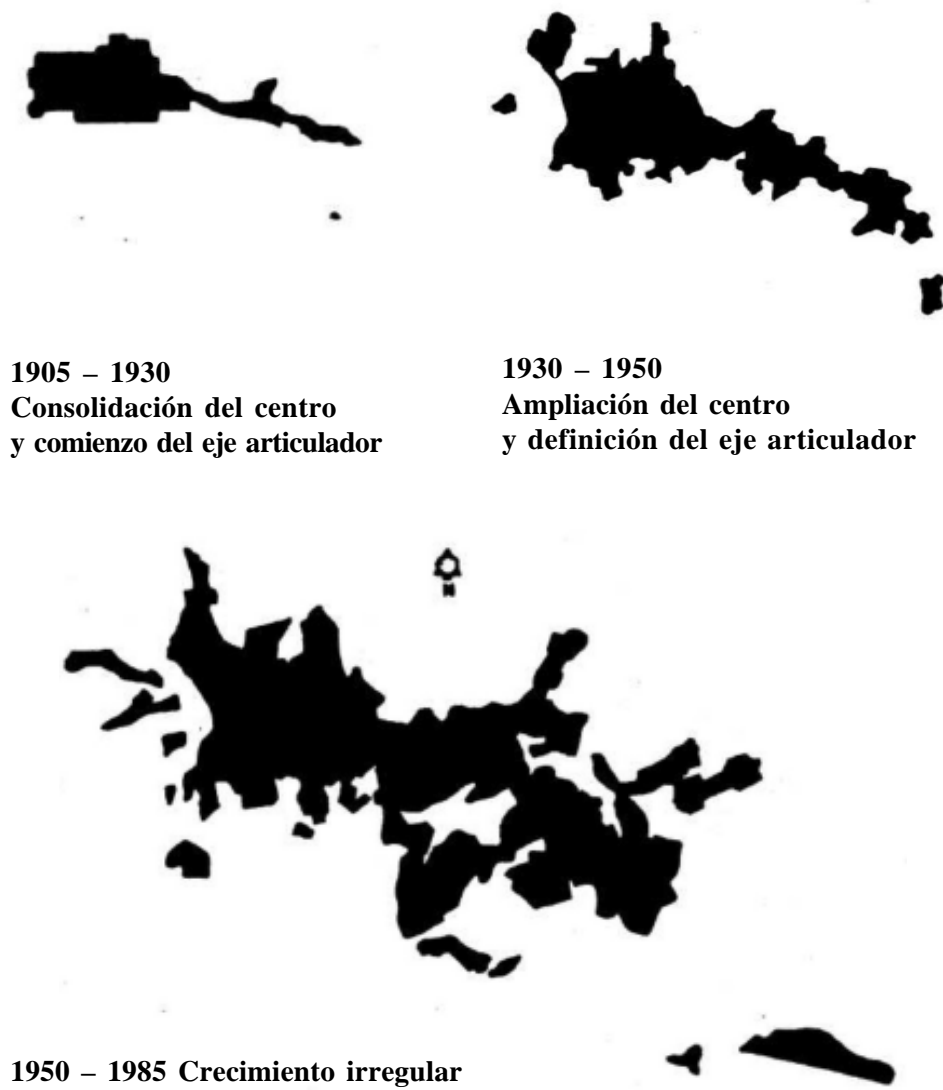 1905 – 1930
Consolidación del centro
y comienzo del eje articulador
1930 – 1950
Ampliación del centro
y definición del eje articulador
N
1950 – 1985 Crecimiento irregular